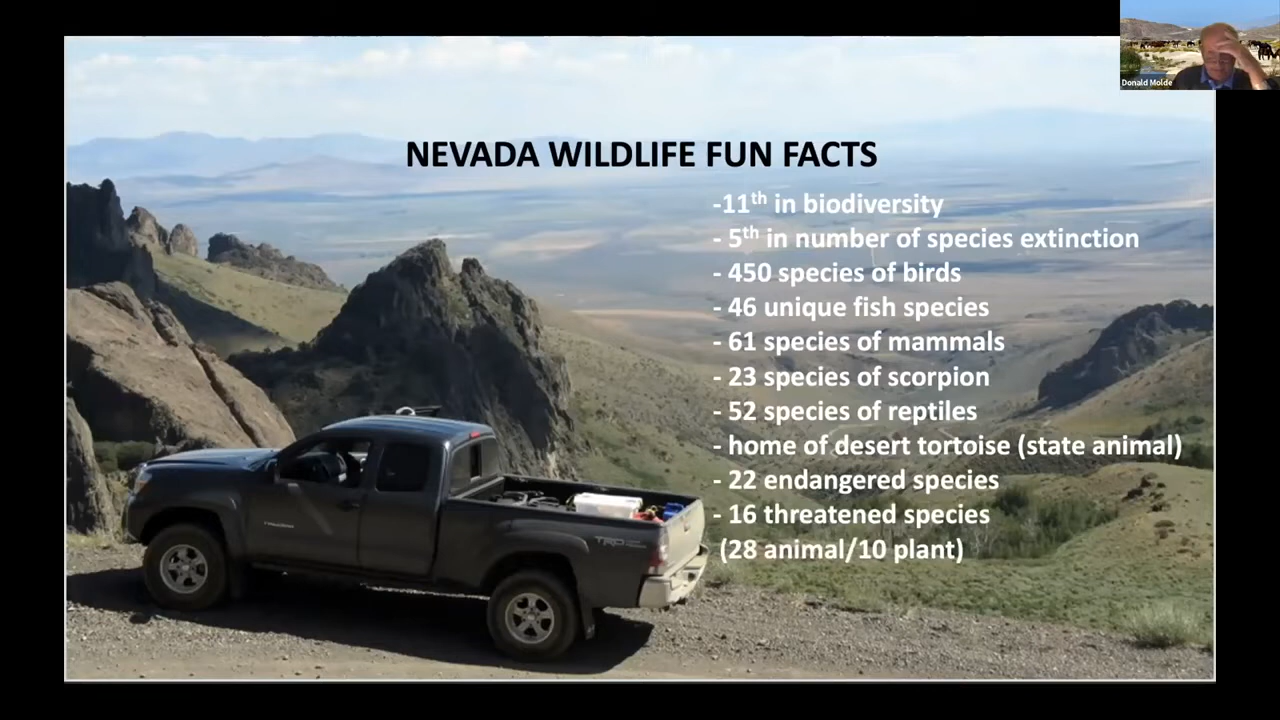 Donald Molde
NEVADA WILDLIFE FUN FACTS
-11th in biodiversity
- 5th in number of species extinction
- 450 species of birds
- 46 unique fish species
- 61 species of mammals
- 23 species of scorpion
- 52 species of reptiles
- home of desert tortoise (state animal)
- 22 endangered species
- 16 threatened species
(28 animal/10 plant)
TRD